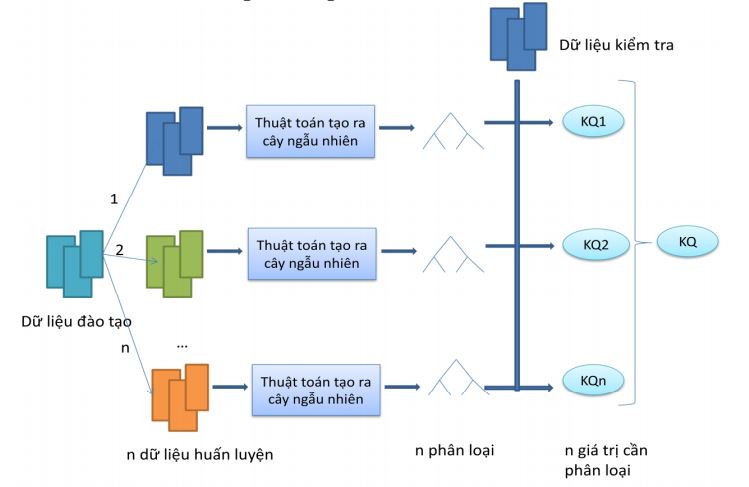 Dữ liệu kiểm tra
Thuật toán tạo ra
cây ngẫu nhiên
KQ1
1
2
Thuật toán tạo ra
cây ngẫu nhiên
KQ2
KQ
Dữ liệu đào tạo
n
...
Thuật toán tạo ra
cây ngẫu nhiên
KQn
n dữ liệu huấn luyện
n phân loại
n giá trị cần
phân loại